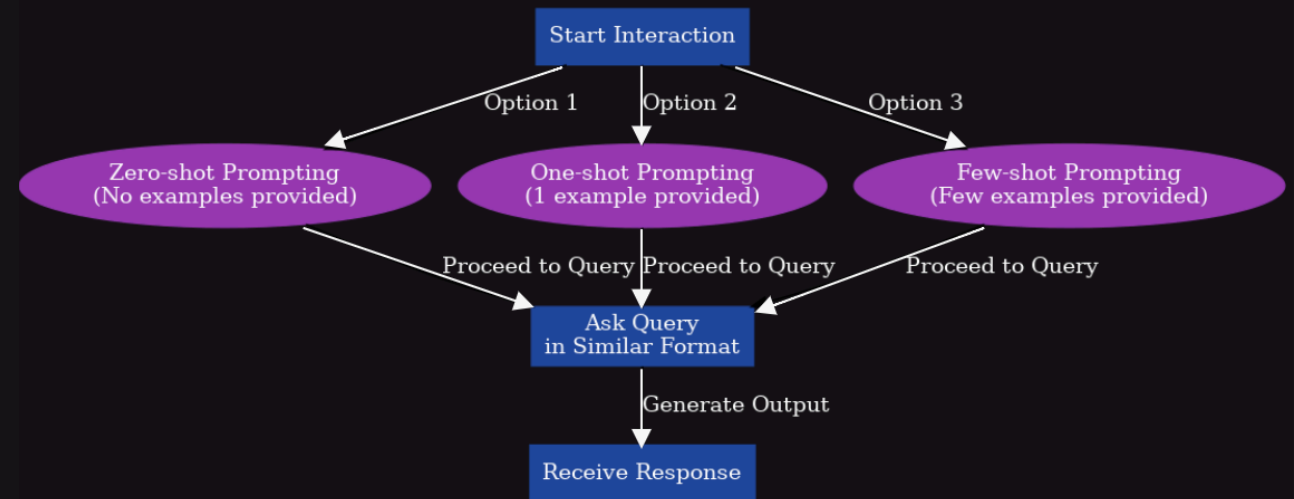 Start Interaction
Option 1
Option 2
Option 3
Zero-shot Prompting
(No examples provided)
One-shot Prompting
(1 example provided)
Few-shot Prompting
(Few examples provided)
Proceed to Query
Proceed to Query
Proceed to Query
Ask Query
in Similar Format
Generate Output
Receive Response